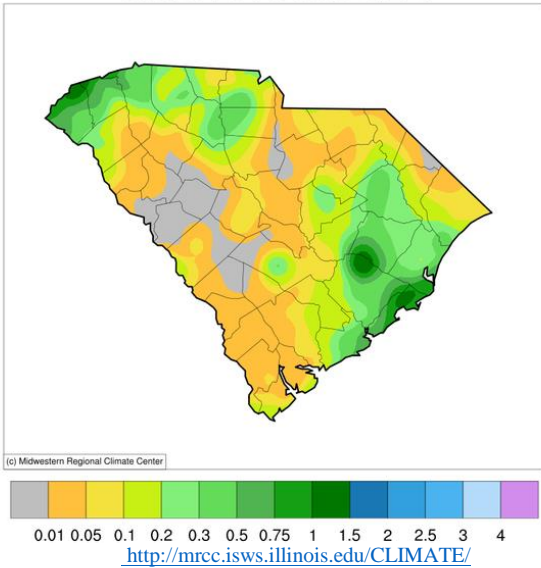 (c) Midwestern Regional Climate Center
0.01 0.05 0.1 0.2 0.3 0.5 0.75 1 1.5 2 2.5 3 4
http://mrcc.isws.illinois.edu/CLIMATE/